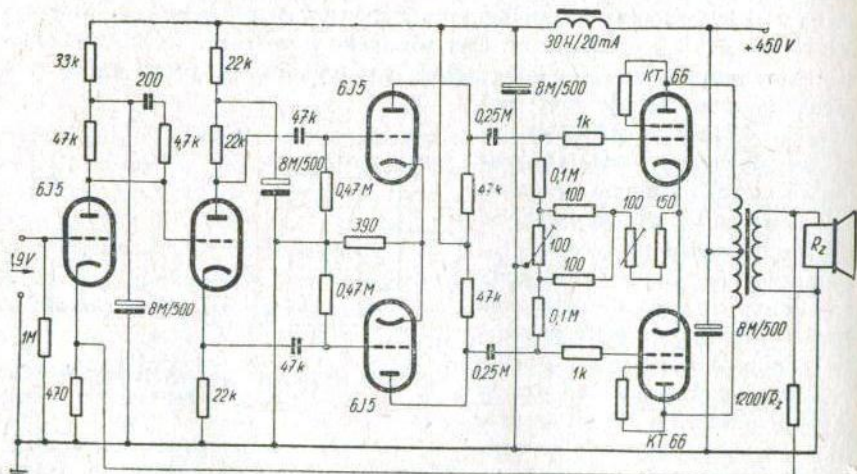 30H/20mA
+450V
33k
200
22k
6J5
8M/500
KT 66
47k
4,7k
22k
47k
8M/500
0,25M
1k
6J5
0,47M
47k
0,1M
100
100
150
390
100
Rz
1,9V
100
8M/500
0,47M
47k
0,1M
8M/500
1M
47k
0,25M
1k
470
22k
6J5
KT 66
1200√Rz